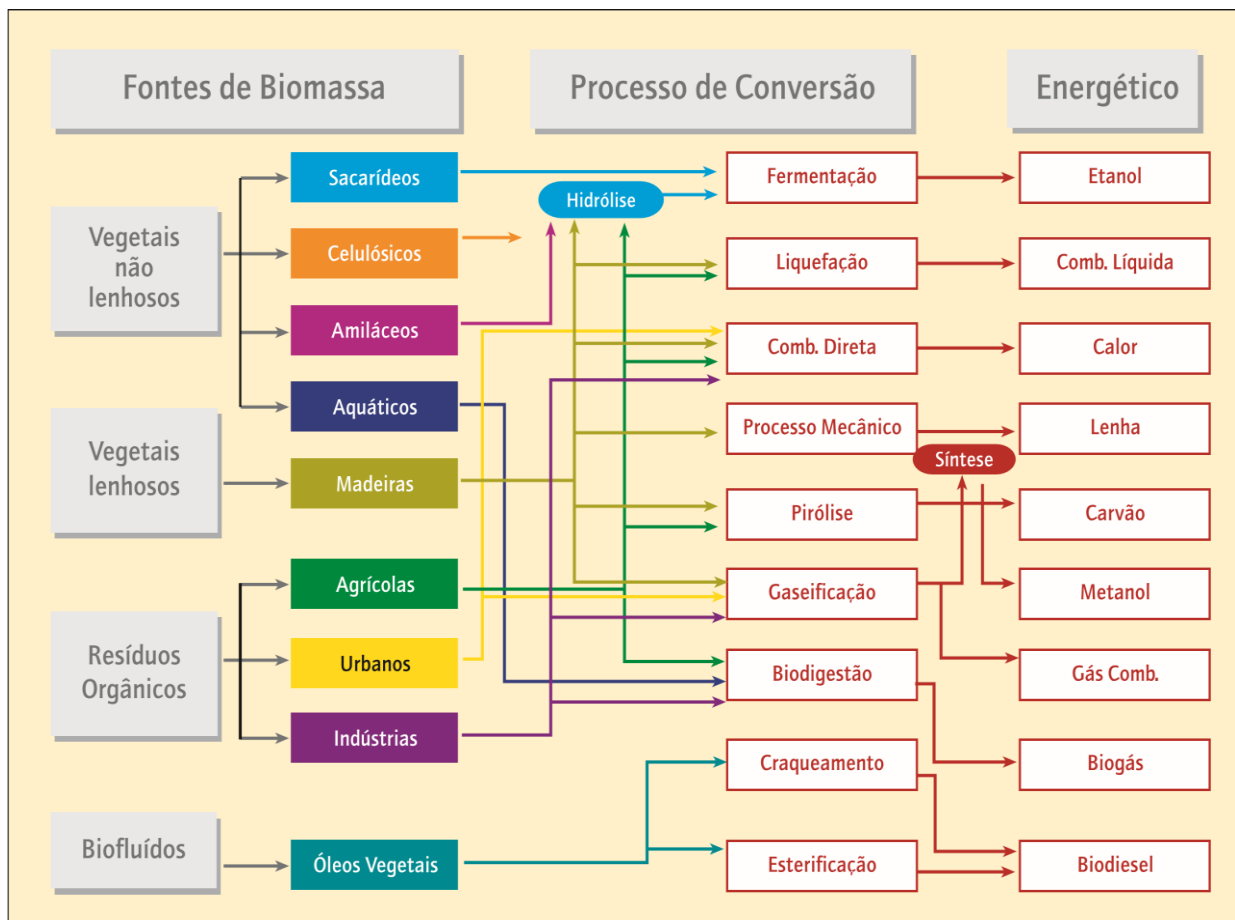 Fontes de Biomassa
Processo de Conversão
Energético
Vegetais
não
lenhosos
Vegetais
lenhosos
Resíduos
Orgânicos
Biofluídos
Sacarídeos
Celulósicos
Amiláceos
Aquáticos
Madeiras
Agrícolas
Urbanos
Indústrias
Óleos Vegetais
Hidrólise
Fermentação
Liquefação
Comb. Direta
Processo Mecânico
Pirólise
Gaseificação
Biodigestão
Craqueamento
Esterificação
Síntese
Etanol
Comb. Líquida
Calor
Lenha
Carvão
Metanol
Gás Comb.
Biogás
Biodiesel